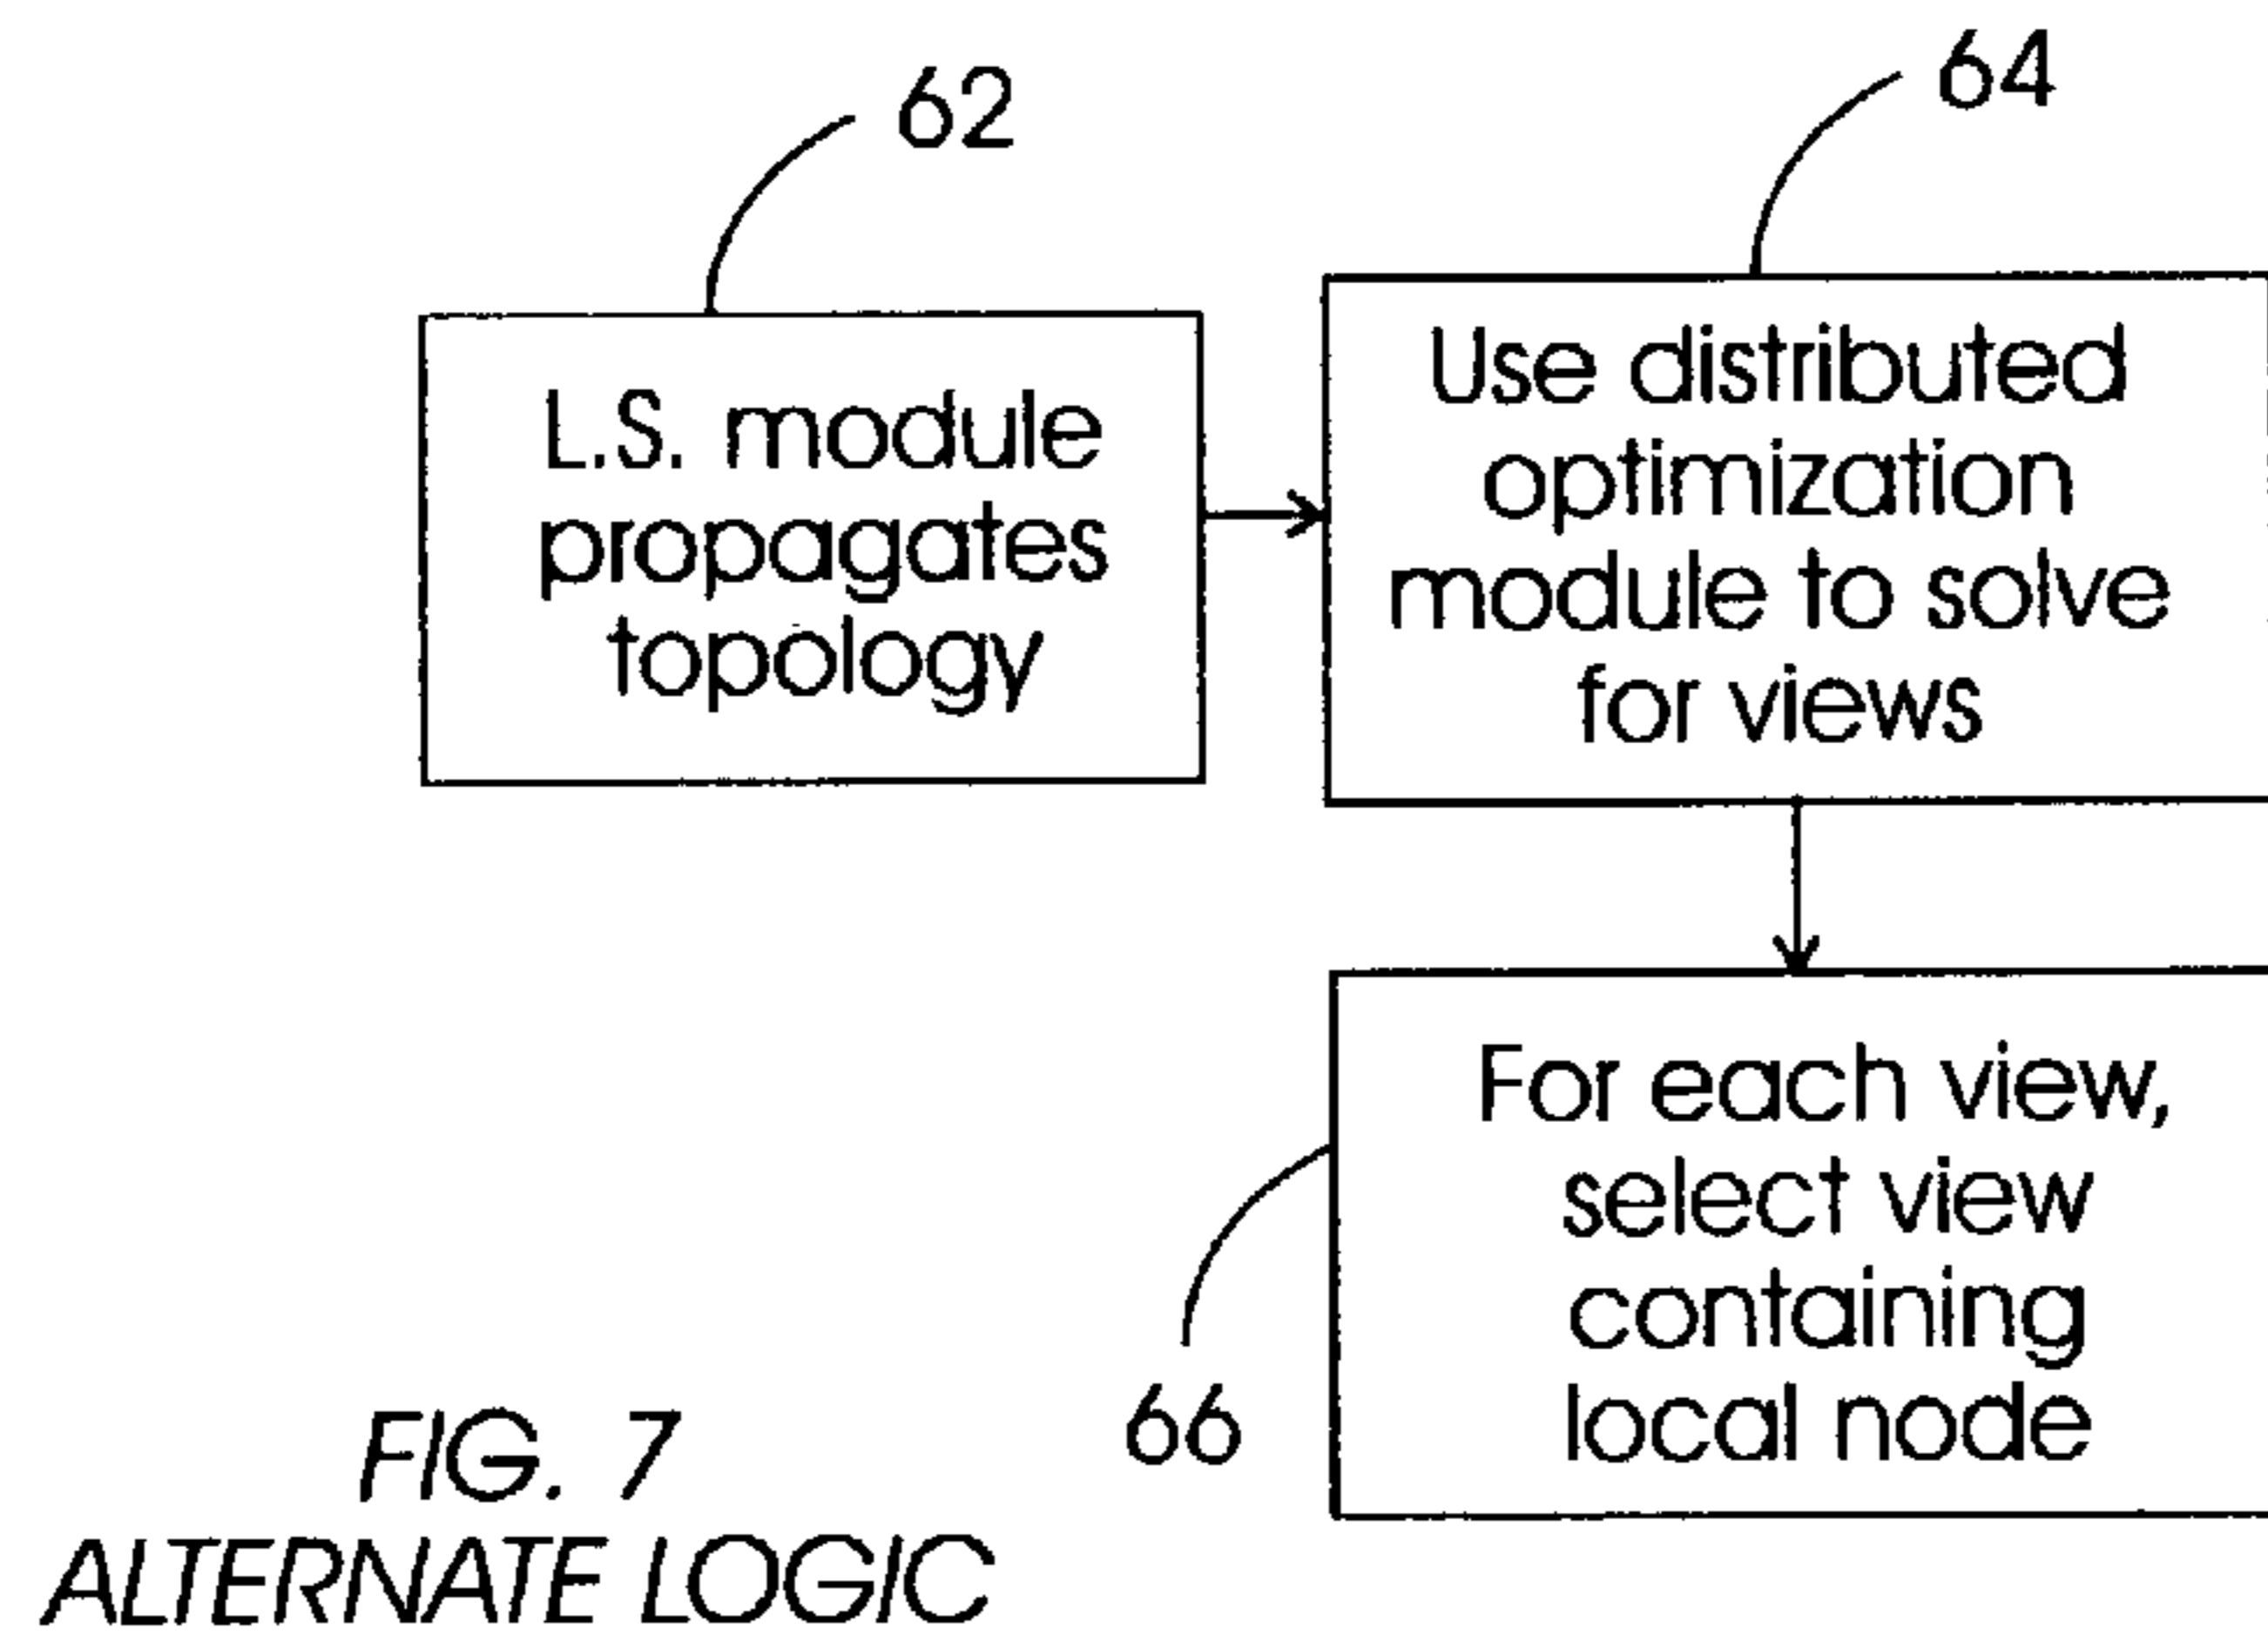 62
64
L.S. module
propagates
topology
Use distributed
optimization
module to solve
for views
For each view,
select view
containing
local node
66
FIG. 7
ALTERNATE LOGIC